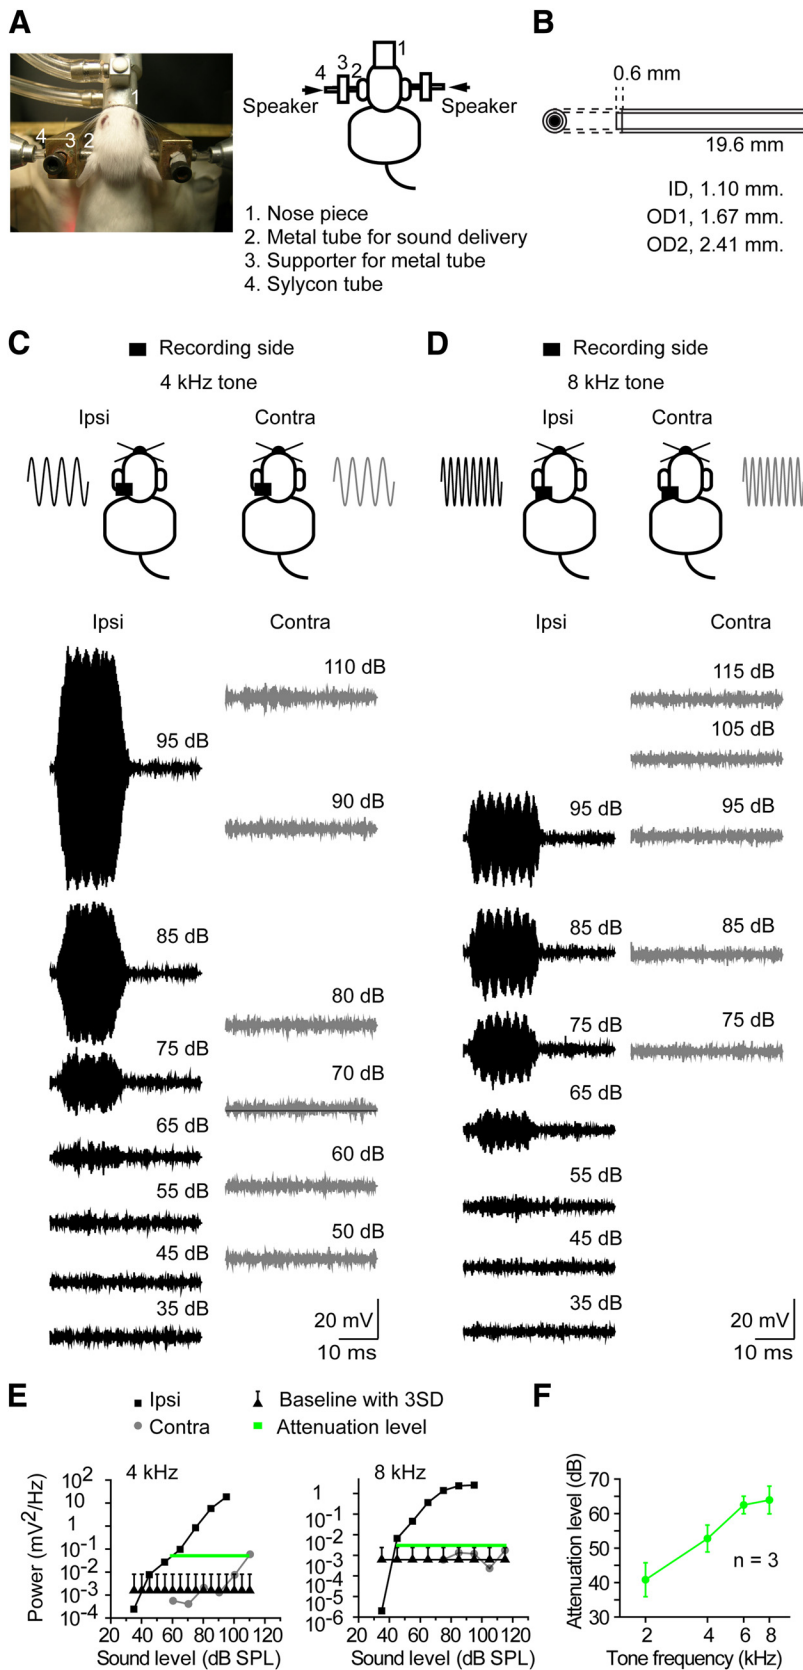 A
B
1
2
3
4
1
2
3
4
Speaker
Speaker
1. Nose piece
2. Metal tube for sound delivery
3. Supporter for metal tube
4. Sylycon tube
0.6 mm
19.6 mm
ID, 1.10 mm.
OD1, 1.67 mm.
OD2, 2.41 mm.
C
Recording side
4 kHz tone
Ipsi
Contra
D
Recording side
8 kHz tone
Ipsi
Contra
Ipsi
Contra
95 dB
85 dB
75 dB
65 dB
55 dB
45 dB
35 dB
110 dB
90 dB
80 dB
70 dB
60 dB
50 dB
20 mV
10 ms
Ipsi
Contra
95 dB
85 dB
75 dB
65 dB
55 dB
45 dB
35 dB
115 dB
105 dB
95 dB
85 dB
75 dB
20 mV
10 ms
E
Ipsi
Contra
Baseline with 3SD
Attenuation level
4 kHz
Power (mV2/Hz)
102
10
1
10-1
10-2
10-3
10-4
20 40 60 80 100 120
Sound level (dB SPL)
8 kHz
1
10-1
10-2
10-3
10-4
10-5
10-6
20 40 60 80 100 120
Sound level (dB SPL)
F
Attenuation level (dB)
70
60
50
40
30
n = 3
2 4 6 8
Tone frequency (kHz)